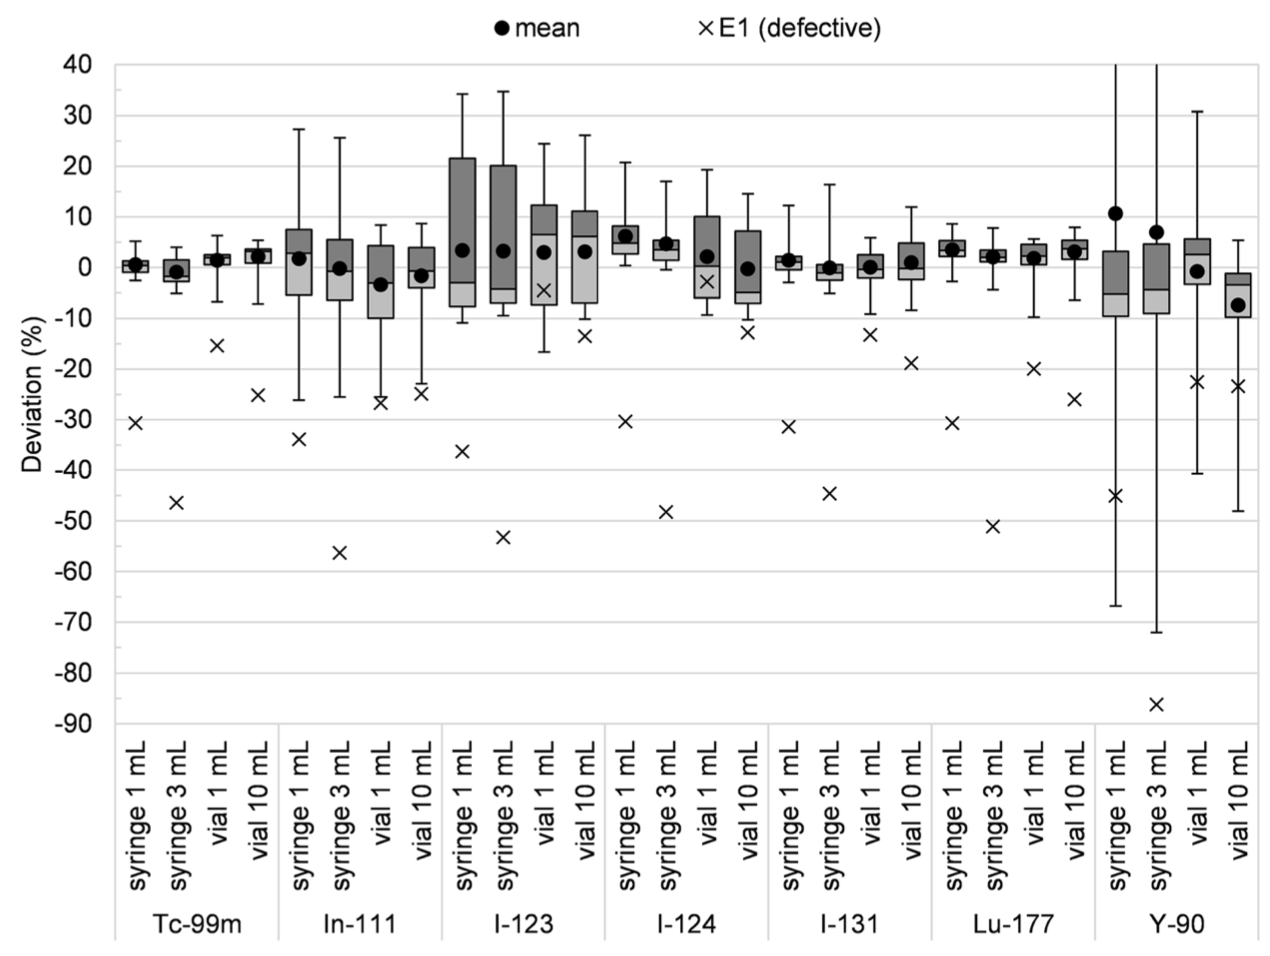 mean
E1 (defective)
40
30
20
10
0
-10
-20
-30
-40
-50
-60
-70
-80
-90
Deviation (%)
syringe 1 mL
syringe 3 mL
vial 1 mL
vial 10 mL
syringe 1 mL
syringe 3 mL
vial 1 mL
vial 10 mL
syringe 1 mL
syringe 3 mL
vial 1 mL
vial 10 mL
syringe 1 mL
syringe 3 mL
vial 1 mL
vial 10 mL
syringe 1 mL
syringe 3 mL
vial 1 mL
vial 10 mL
syringe 1 mL
syringe 3 mL
vial 1 mL
vial 10 mL
syringe 1 mL
syringe 3 mL
vial 1 mL
vial 10 mL
Tc-99m
In-111
I-123
I-124
I-131
Lu-177
Y-90